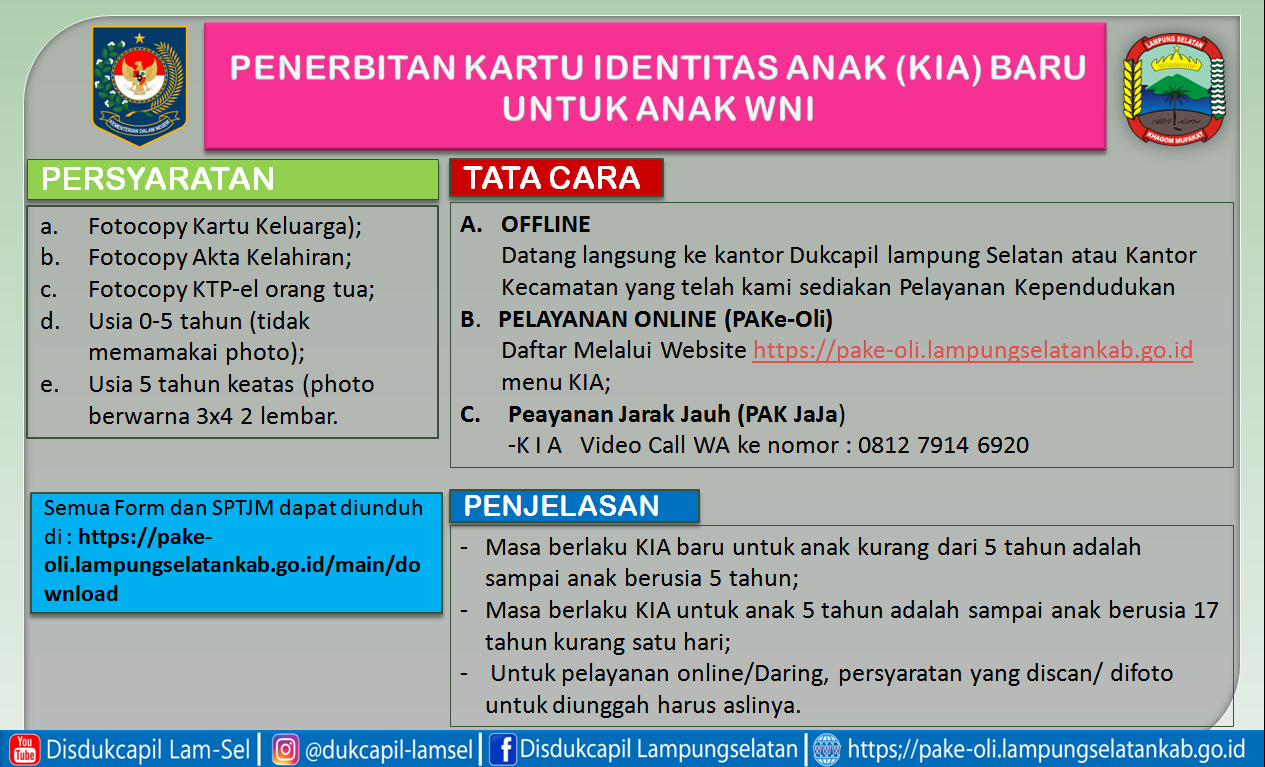 KEMENTERIAN DALAM NEGERI
PENERBITAN KARTU IDENTITAS ANAK (KIA) BARU
UNTUK ANAK WNI
LAMPUNG SELATAN
KHAGOM MUFAKAT
PERSYARATAN
a. Fotocopy Kartu Keluarga);
b. Fotocopy Akta Kelahiran;
c. Fotocopy KTP-el orang tua;
d. Usia 0-5 tahun (tidak
memamakai photo);
e. Usia 5 tahun keatas (photo
berwarna 3x4 2 lembar.
TATA CARA
A. OFFLINE
Datang langsung ke kantor Dukcapil lampung Selatan atau Kantor
Kecamatan yang telah kami sediakan Pelayanan Kependudukan
B. PELAYANAN ONLINE (PAKe-Oli)
Daftar Melalui Website https://pake-oli.lampungselatankab.go.id
menu KIA;
C. Peayanan Jarak Jauh (PAK JaJa)
-K I A Video Call WA ke nomor : 0812 7914 6920
Semua Form dan SPTJM dapat diunduh
di : https://pake-
oli.lampungselatankab.go.id/main/do
wnload
PENJELASAN
- Masa berlaku KIA baru untuk anak kurang dari 5 tahun adalah
sampai anak berusia 5 tahun;
- Masa berlaku KIA untuk anak 5 tahun adalah sampai anak berusia 17
tahun kurang satu hari;
- Untuk pelayanan online/Daring, persyaratan yang discan/ difoto
untuk diunggah harus aslinya.
You Tube Disdukcapil Lam-Sel | @dukcapil-lamsel | Disdukcapil Lampungselatan | https;/pake-oli.lampungselatankab.go.id